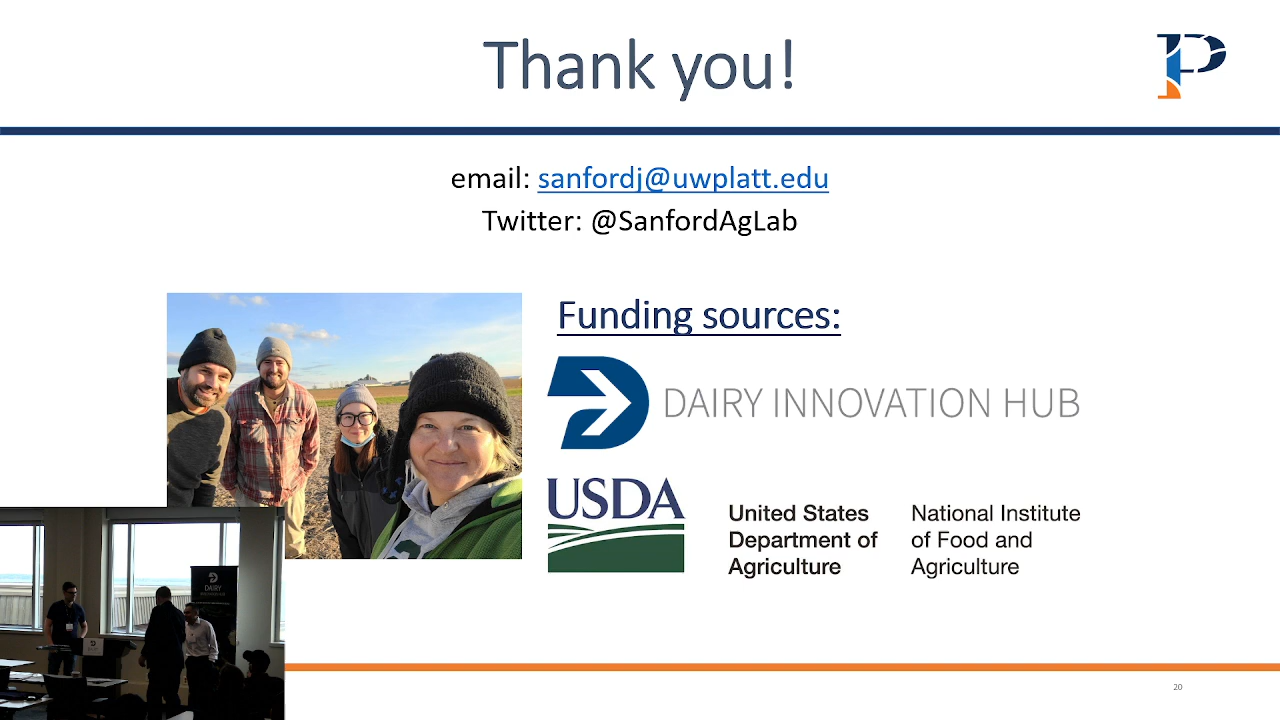 Thank you!
email: sanfordj@uwplatt.edu
Twitter: @SanfordAgLab
Funding sources:
DAIRY INNOVATION HUB
USDA
United States
Department of
Agriculture
National Institute
of Food and
Agriculture
DAIRY
20